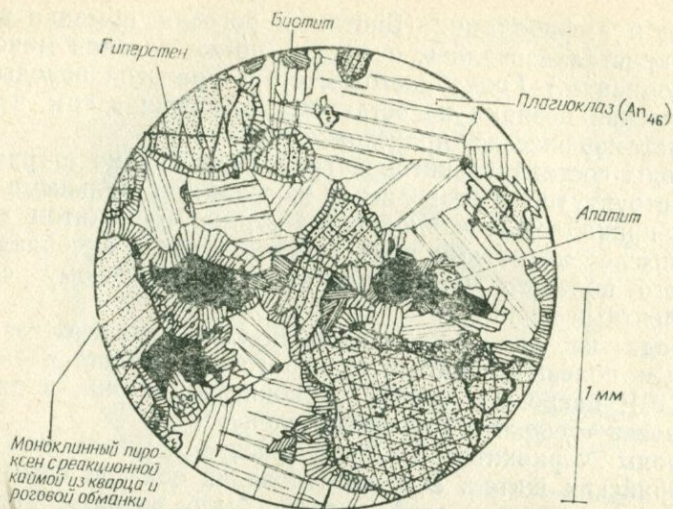 Биотит
Гиперстен
Плагиоклаз (An46)
Апатит
1 мм
Моноклинный пиро-
ксен с реакционной
каймой из кварца и
роговой обманки